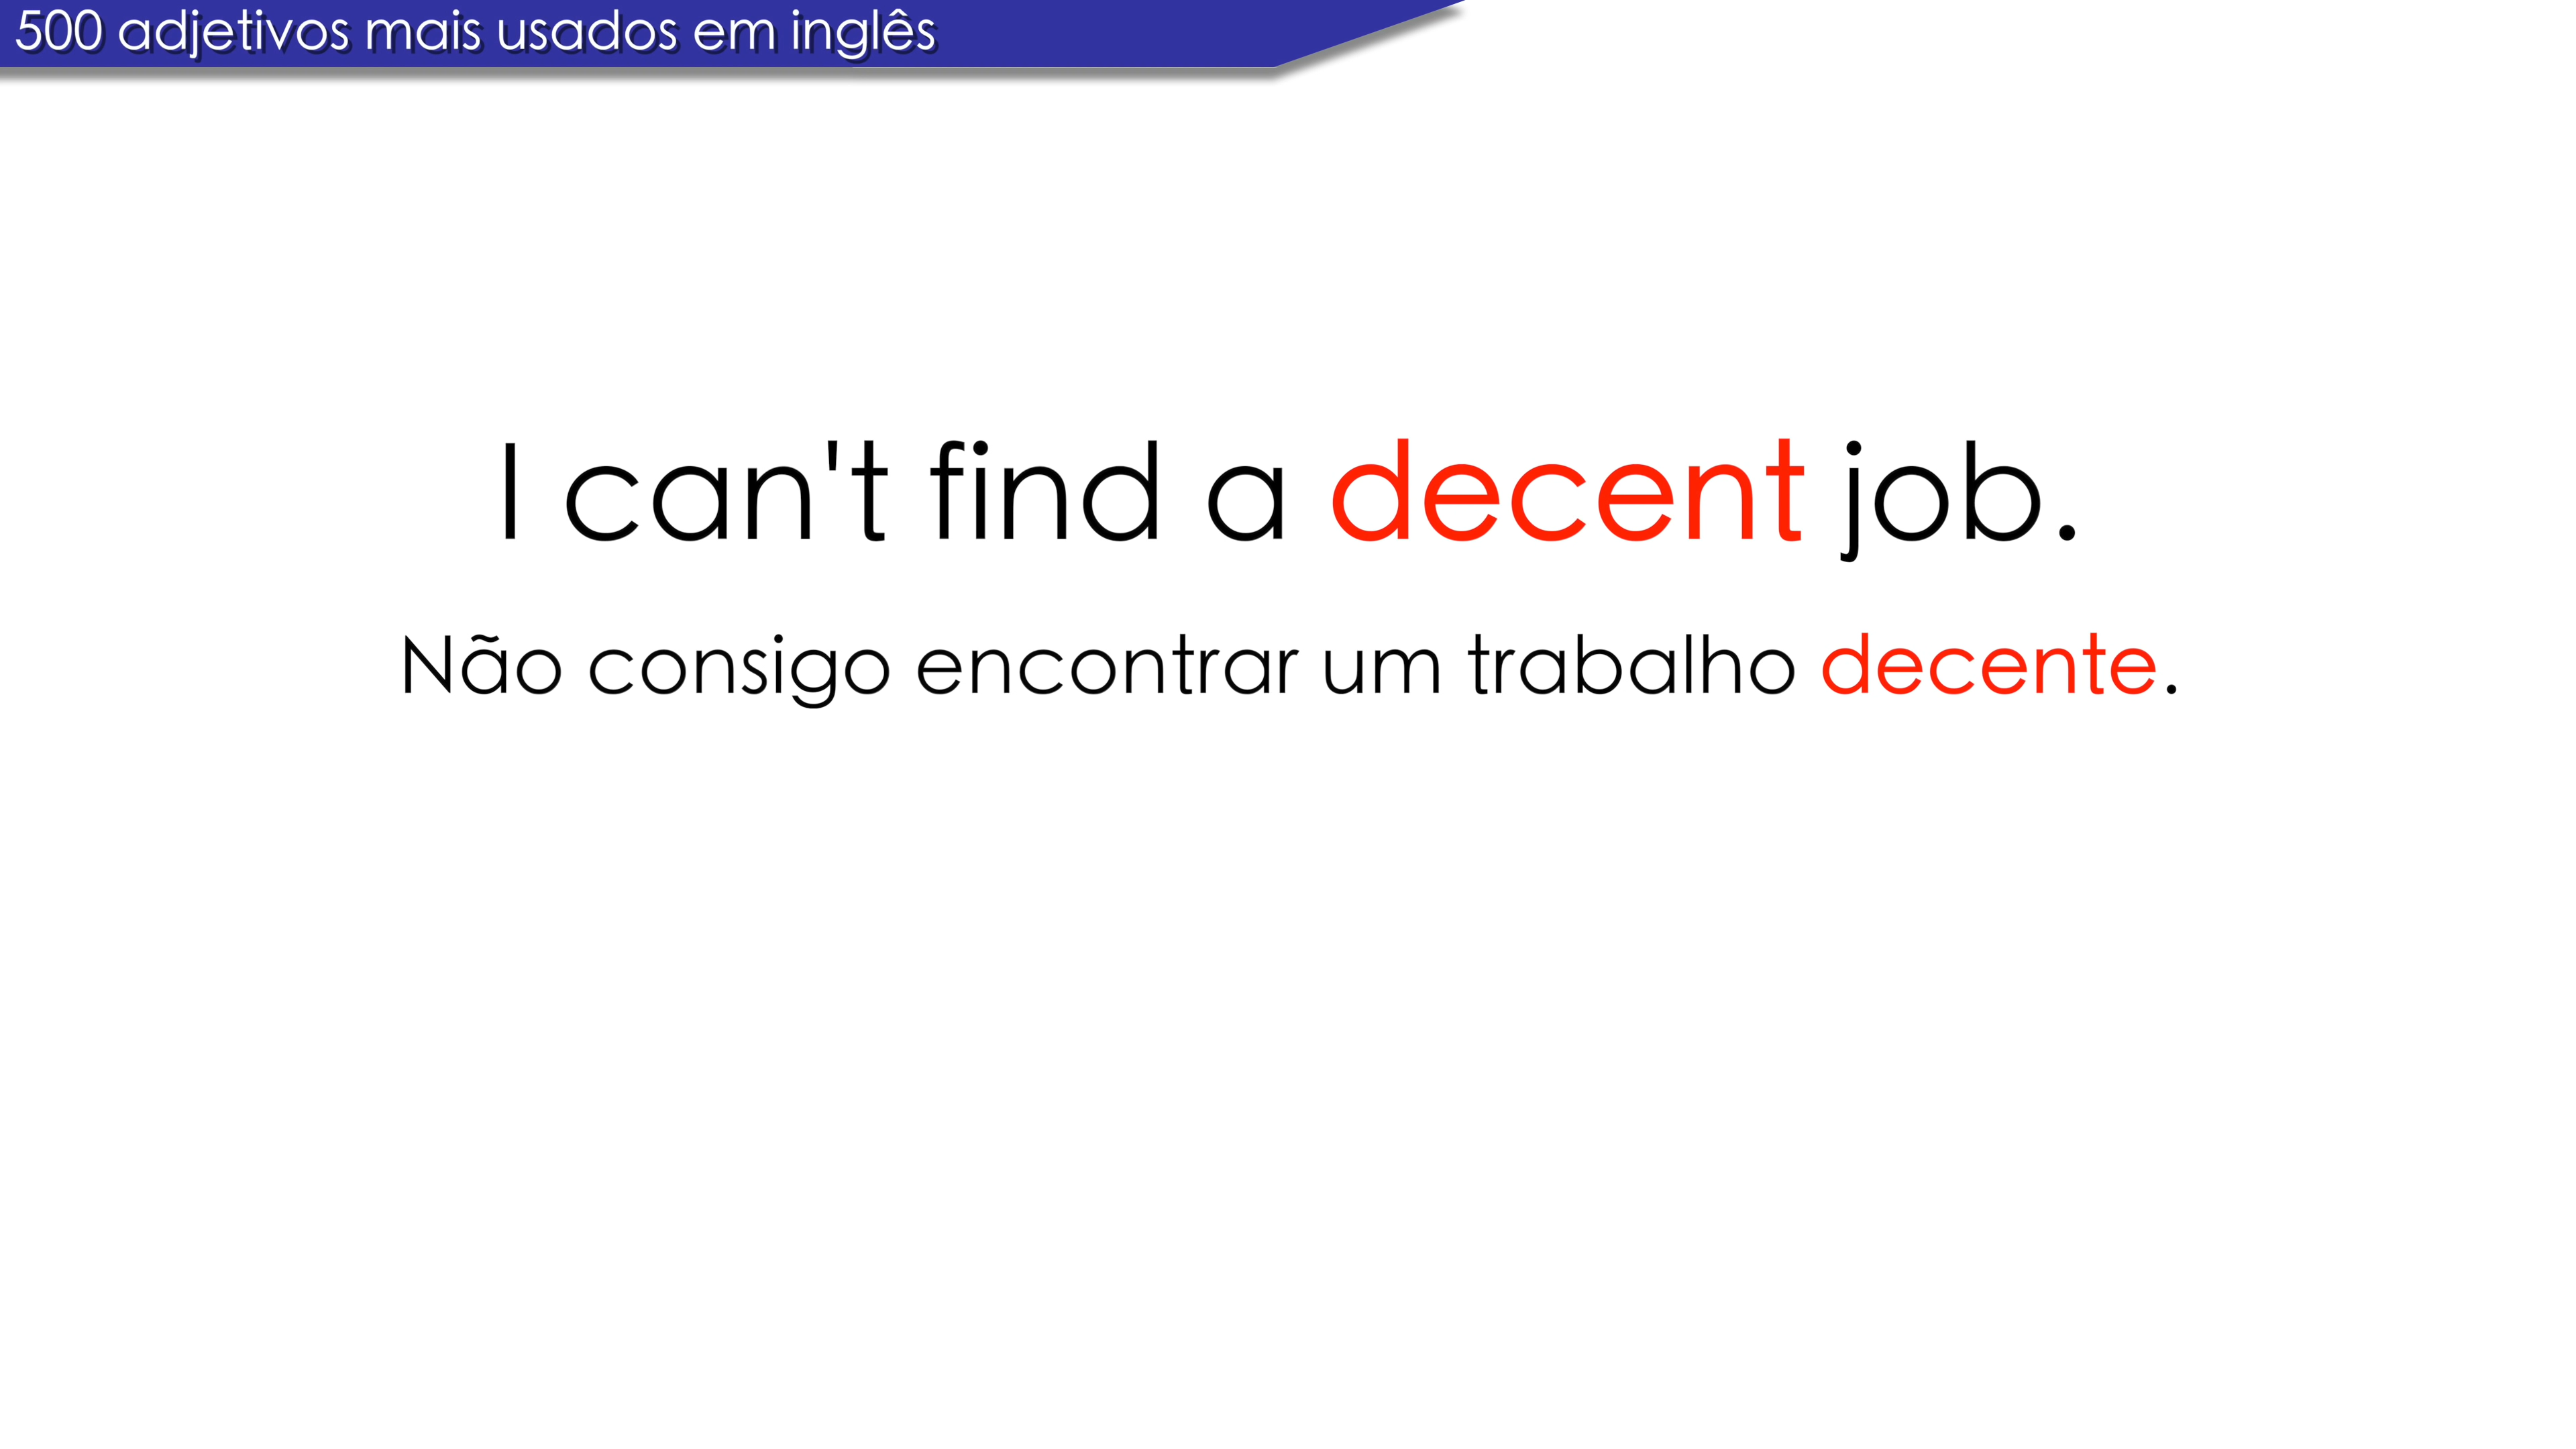 500 adjetivos mais usados em inglês
I can't find a decent job.
Não consigo encontrar um trabalho decente.